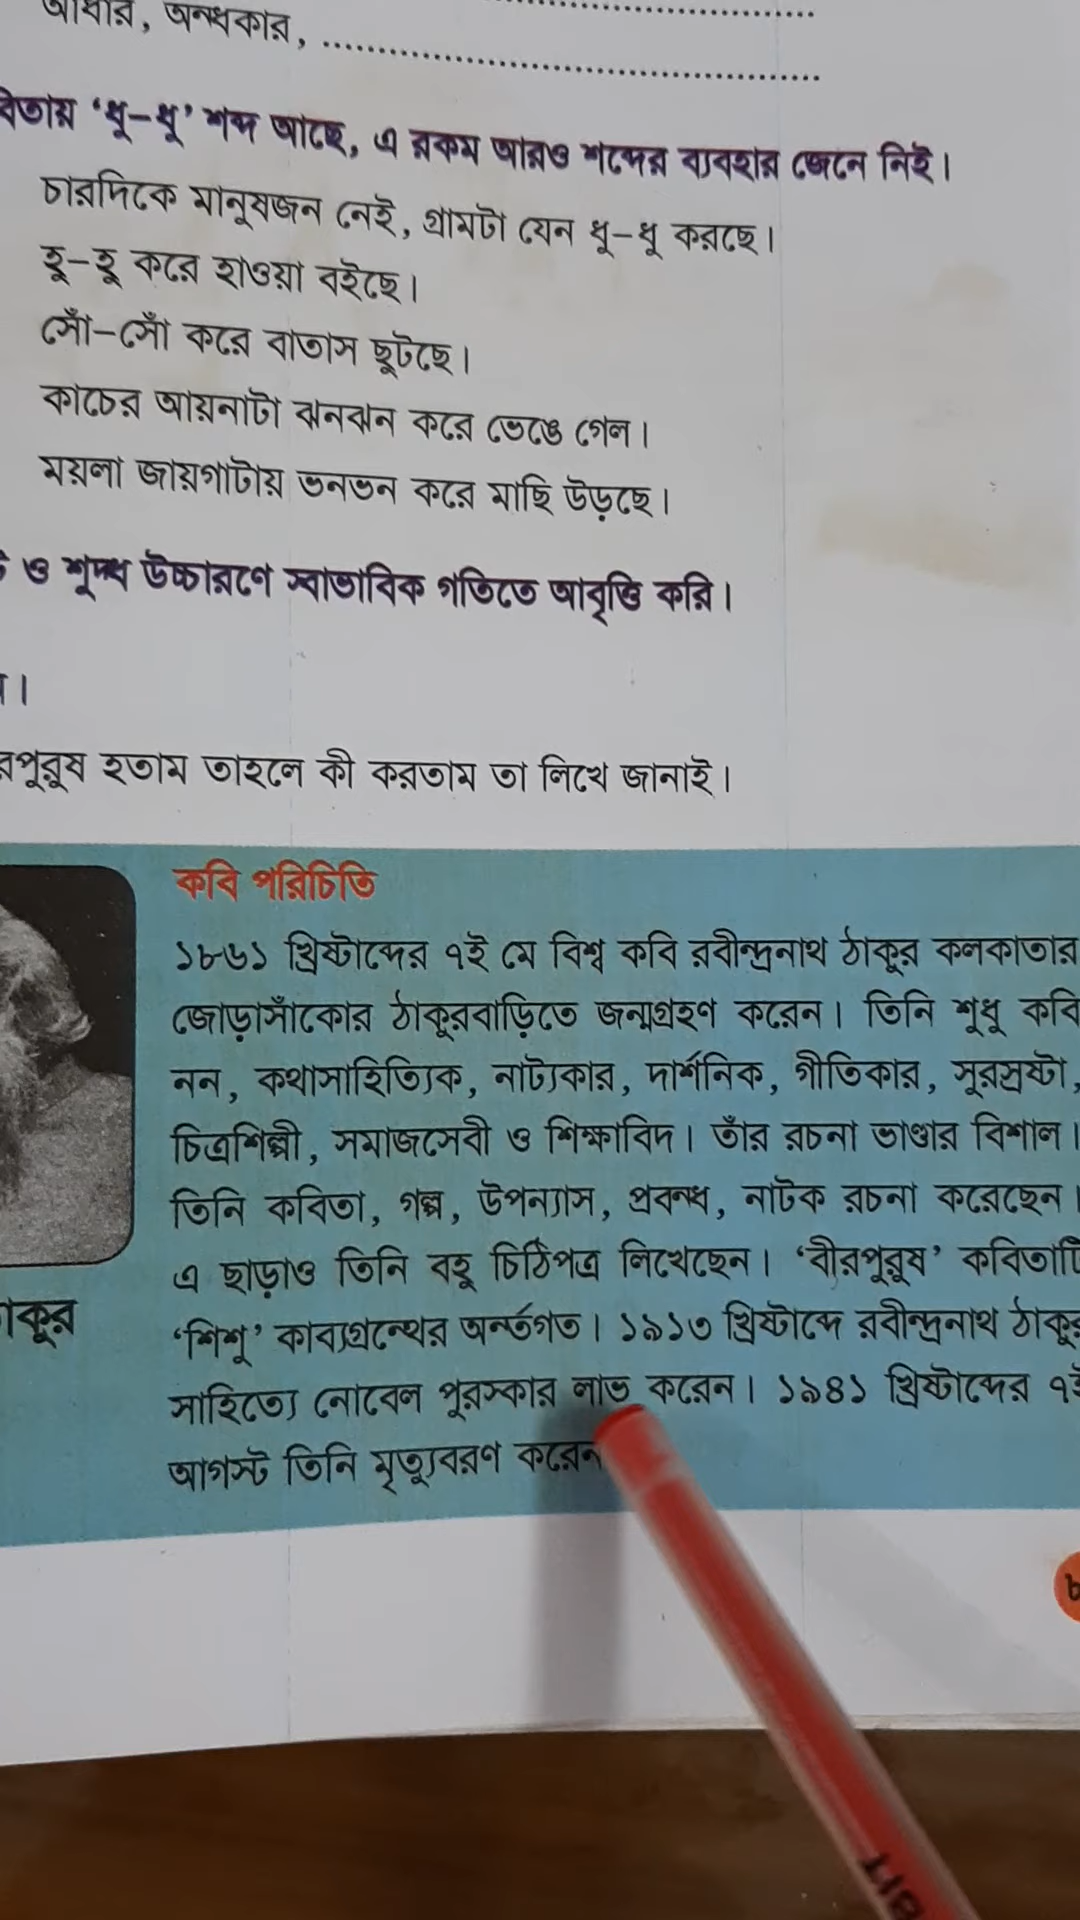 আঁধার, অন্ধকার, ........................................
‘ধূ-ধূ’ শব্দ আছে, এ রকম আরও শব্দের ব্যবহার জেনে নিই।
চারদিকে মানুষজন নেই, গ্রামটা যেন ধূ-ধূ করছে।
হু-হু করে হাওয়া বইছে।
সোঁ-সোঁ করে বাতাস ছুটছে।
কাচের আয়নাটা ঝনঝন করে ভেঙে গেল।
ময়লা জায়গাটায় ভনভন করে মাছি উড়ছে।
ও শুদ্ধ উচ্চারণে স্বাভাবিক গতিতে আবৃত্তি করি।
রপুরুষ হতাম তাহলে কী করতাম তা লিখে জানাই।
কবি পরিচিতি
১৮৬১ খ্রিষ্টাব্দের ৭ই মে বিশ্ব কবি রবীন্দ্রনাথ ঠাকুর কলকাতার
জোড়াসাঁকোর ঠাকুরবাড়িতে জন্মগ্রহণ করেন। তিনি শুধু কবি
নন, কথাসাহিত্যিক, নাট্যকার, দার্শনিক, গীতিকার, সুরস্রষ্টা,
চিত্রশিল্পী, সমাজসেবী ও শিক্ষাবিদ। তাঁর রচনা ভাণ্ডার বিশাল।
তিনি কবিতা, গল্প, উপন্যাস, প্রবন্ধ, নাটক রচনা করেছেন।
এ ছাড়াও তিনি বহু চিঠিপত্র লিখেছেন। ‘বীরপুরুষ’ কবিতাটি
‘শিশু’ কাব্যগ্রন্থের অর্ন্তগত। ১৯১৩ খ্রিষ্টাব্দে রবীন্দ্রনাথ ঠাকুর
সাহিত্যে নোবেল পুরস্কার লাভ করেন। ১৯৪১ খ্রিষ্টাব্দের ৭ই
আগস্ট তিনি মৃত্যুবরণ করেন
াকুর